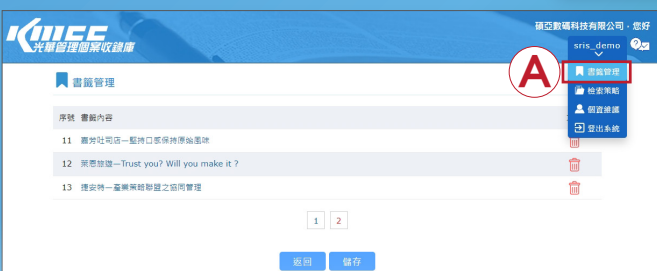 KMCC
光華管理個案收錄庫
碩亞數碼科技有限公司 - 您好
sris_demo
A
書籤管理
檢索策略
個資維護
登出系統
書籤管理
序號 書籤內容
11 嘉芳吐司店—堅持口感保持原始風味
12 萊恩旅遊—Trust you? Will you make it ?
13 捷安特—產業策略聯盟之協同管理
1 2
返回 儲存